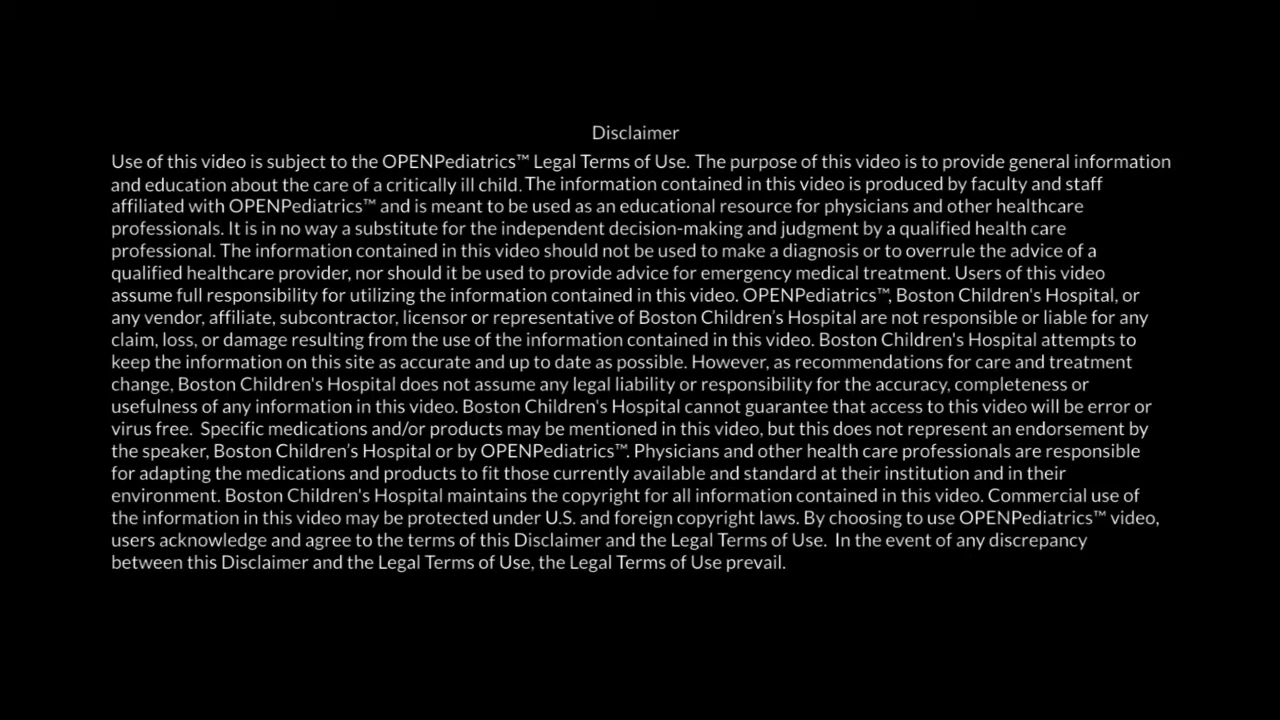 Disclaimer
Use of this video is subject to the OPENPediatrics™ Legal Terms of Use. The purpose of this video is to provide general information
and education about the care of a critically ill child. The information contained in this video is produced by faculty and staff
affiliated with OPENPediatrics™ and is meant to be used as an educational resource for physicians and other healthcare
professionals. It is in no way a substitute for the independent decision-making and judgment by a qualified health care
professional. The information contained in this video should not be used to make a diagnosis or to overrule the advice of a
qualified healthcare provider, nor should it be used to provide advice for emergency medical treatment. Users of this video
assume full responsibility for utilizing the information contained in this video. OPENPediatrics™, Boston Children's Hospital, or
any vendor, affiliate, subcontractor, licensor or representative of Boston Children’s Hospital are not responsible or liable for any
claim, loss, or damage resulting from the use of the information contained in this video. Boston Children's Hospital attempts to
keep the information on this site as accurate and up to date as possible. However, as recommendations for care and treatment
change, Boston Children's Hospital does not assume any legal liability or responsibility for the accuracy, completeness or
usefulness of any information in this video. Boston Children's Hospital cannot guarantee that access to this video will be error or
virus free.  Specific medications and/or products may be mentioned in this video, but this does not represent an endorsement by
the speaker, Boston Children’s Hospital or by OPENPediatrics™. Physicians and other health care professionals are responsible
for adapting the medications and products to fit those currently available and standard at their institution and in their
environment. Boston Children's Hospital maintains the copyright for all information contained in this video. Commercial use of
the information in this video may be protected under U.S. and foreign copyright laws. By choosing to use OPENPediatrics™ video,
users acknowledge and agree to the terms of this Disclaimer and the Legal Terms of Use.  In the event of any discrepancy
between this Disclaimer and the Legal Terms of Use, the Legal Terms of Use prevail.